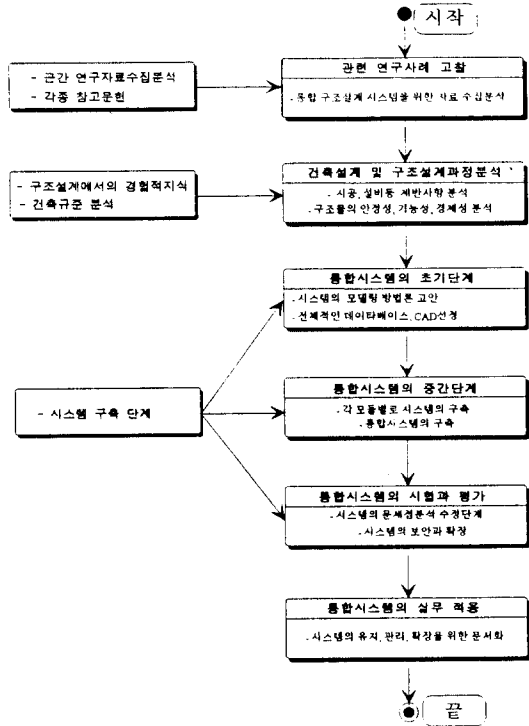 시작
- 관간 연구자료수집분석
- 각종 참고문헌
관련 연구사례 고찰
- 통합 구조설계 시스템을 위한 자료 수집분석
- 구조설계에서의 경험적지식
- 건축규준 분석
건축설계 및 구조설계과정분석
- 시공, 설비등 제반사항 분석
- 구조물의 안정성, 기능성, 경제성 분석
통합시스템의 초기단계
- 시스템의 모델링 방법론 고안
- 전체적인 데이타베이스, CAD선정
- 시스템 구축 단계
통합시스템의 중간단계
- 각 모듈별로 시스템의 구축
- 통합시스템의 구축
통합시스템의 시험과 평가
- 시스템의 문제점분석 수정단계
- 시스템의 보안과 확장
통합시스템의 실무 적용
- 시스템의 유지, 관리, 확장을 위한 문서화
끝